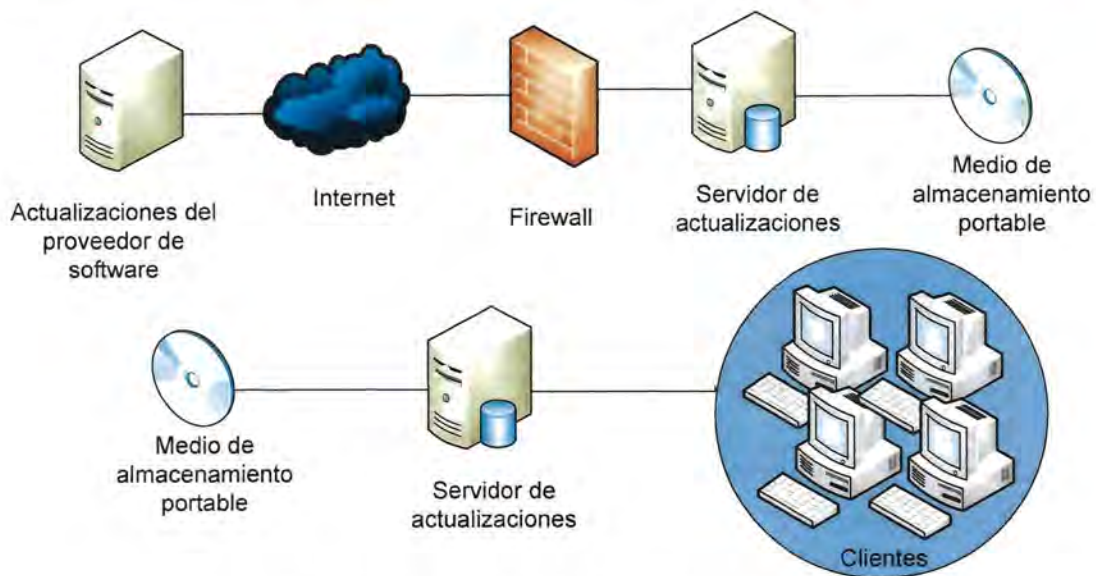 Actualizaciones del
proveedor de
software
Internet
Firewall
Servidor de
actualizaciones
Medio de
almacenamiento
portable
Medio de
almacenamiento
portable
Servidor de
actualizaciones
Clientes